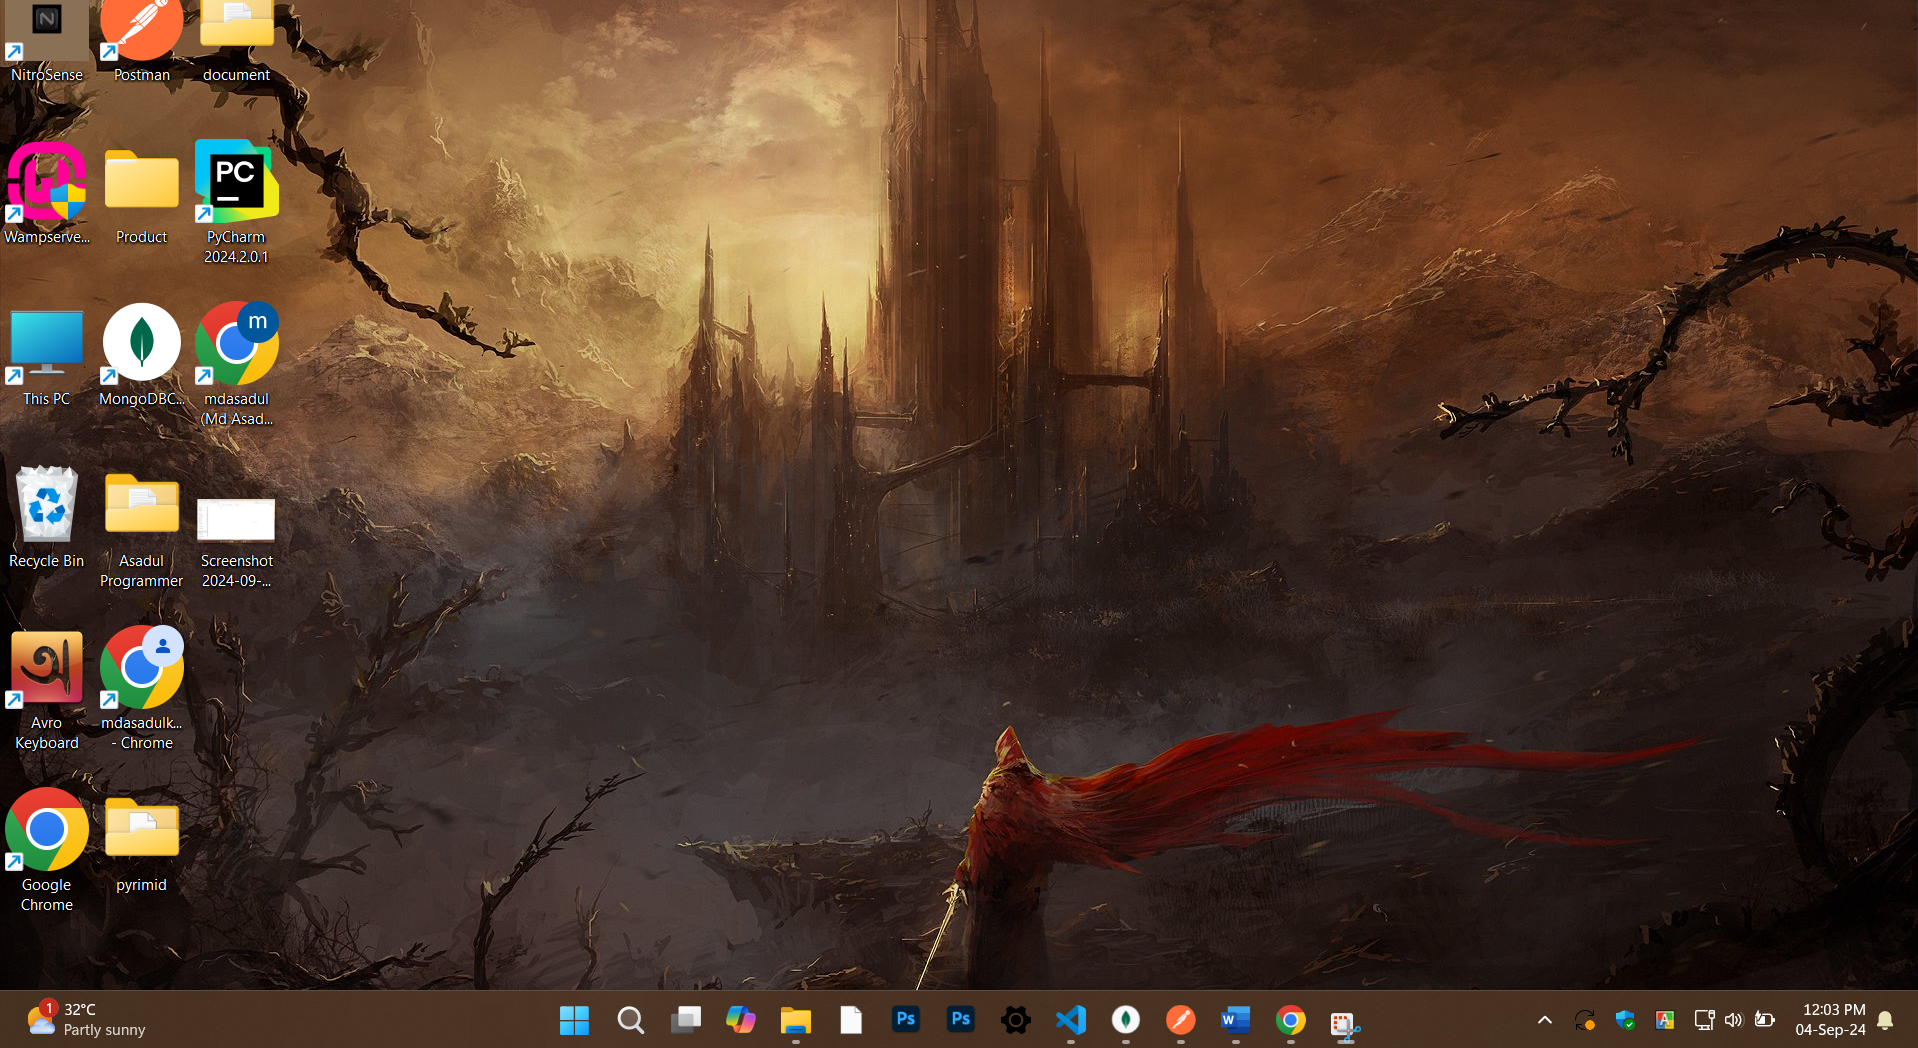 NitroSense
Postman
document
Wampserve...
Product
PC
PyCharm
2024.2.0.1
This PC
MongoDBC...
m
mdasadul
(Md Asad...
Recycle Bin
Asadul
Programmer
Screenshot
2024-09-...
Avro
Keyboard
mdasadulk...
- Chrome
Google
Chrome
pyrimid
1
32°C
Partly sunny
Ps
Ps
W
A
12:03 PM
04-Sep-24